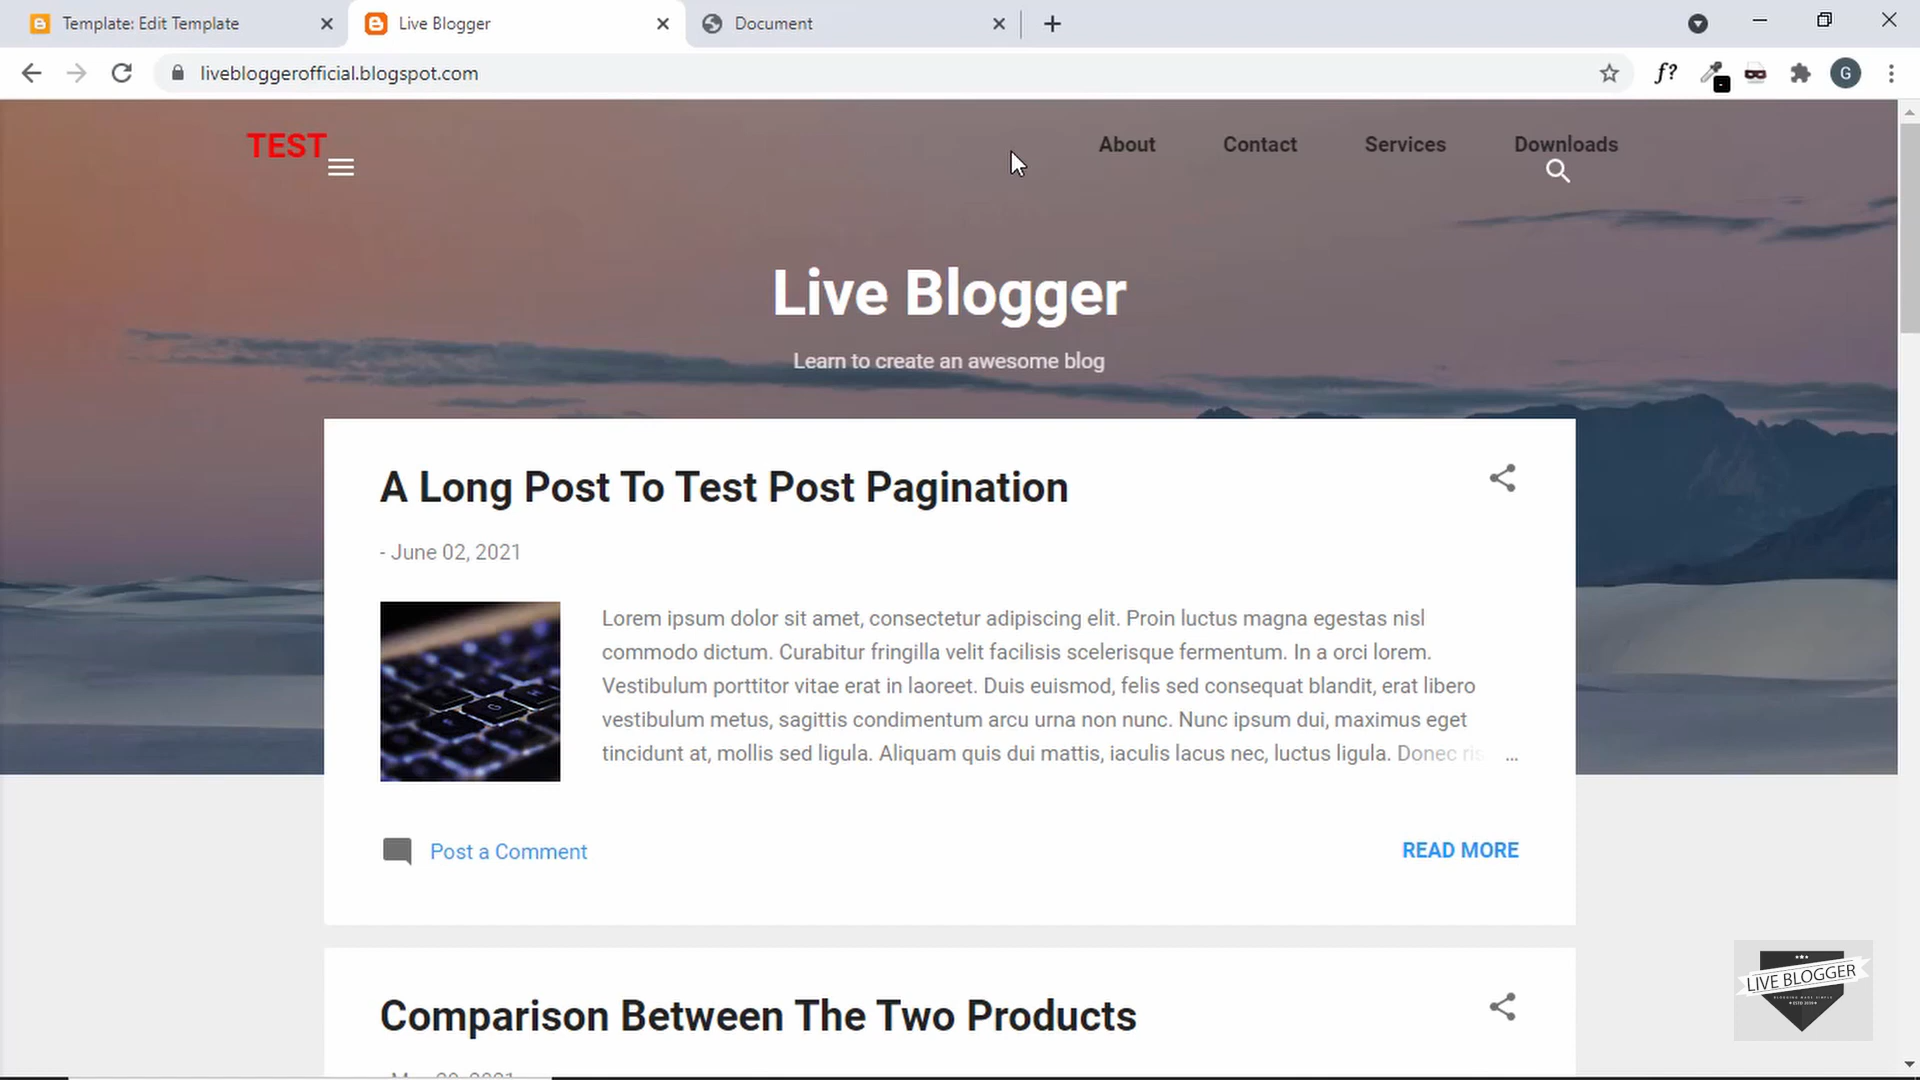 Template: Edit Template
Live Blogger
Document
livebloggerofficial.blogspot.com
f?
G
TEST
About
Contact
Services
Downloads
Live Blogger
Learn to create an awesome blog
A Long Post To Test Post Pagination
- June 02, 2021
Lorem ipsum dolor sit amet, consectetur adipiscing elit. Proin luctus magna egestas nisl
commodo dictum. Curabitur fringilla velit facilisis scelerisque fermentum. In a orci lorem.
Vestibulum porttitor vitae erat in laoreet. Duis euismod, felis sed consequat blandit, erat libero
vestibulum metus, sagittis condimentum arcu urna non nunc. Nunc ipsum dui, maximus eget
tincidunt at, mollis sed ligula. Aliquam quis dui mattis, iaculis lacus nec, luctus ligula. Donec ris ...
Post a Comment
READ MORE
Comparison Between The Two Products
LIVE BLOGGER